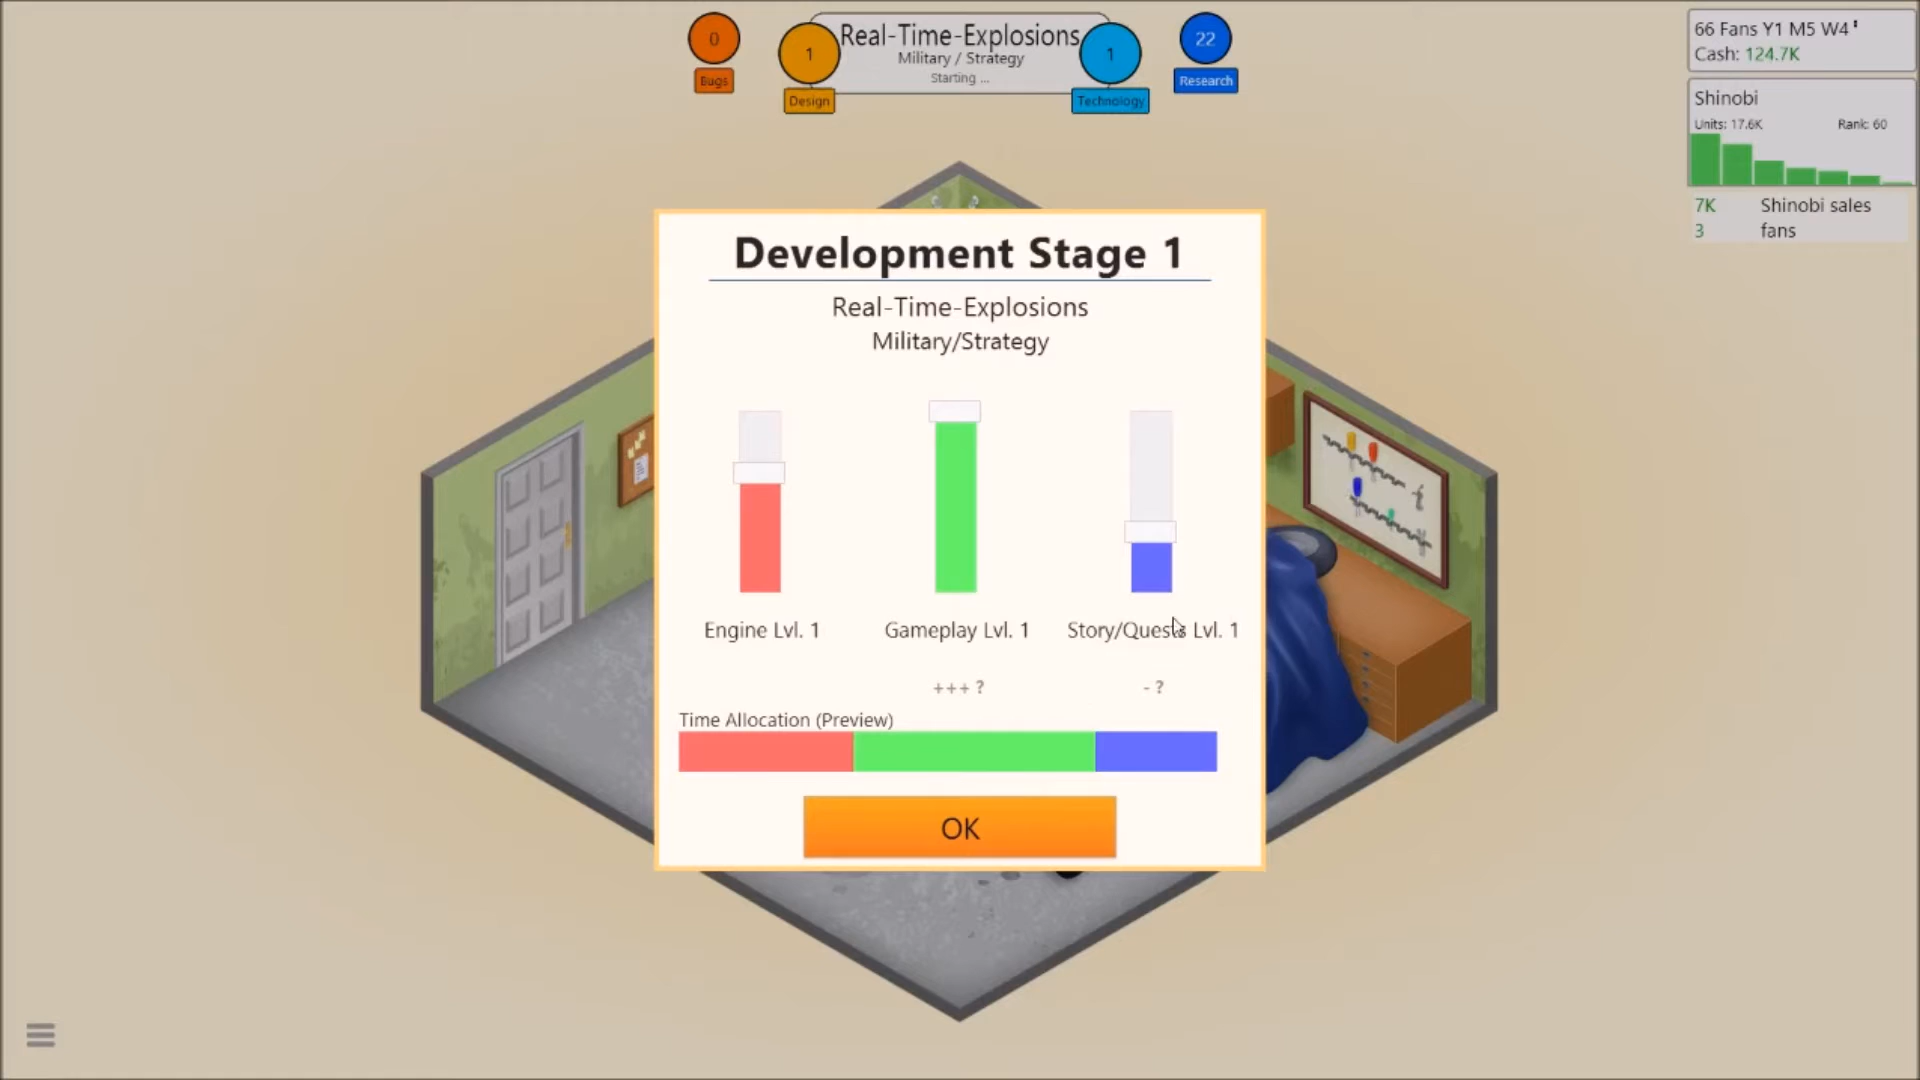 0
Bugs
1
Design
Real-Time-Explosions
Military / Strategy
Starting ...
1
Technology
22
Research
66 Fans Y1 M5 W4
Cash: 124.7K
Shinobi
Units: 17.6K Rank: 60
7K Shinobi sales
3 fans
Development Stage 1
Real-Time-Explosions
Military/Strategy
Engine Lvl. 1 Gameplay Lvl. 1 Story/Quests Lvl. 1
+++ ? - ?
Time Allocation (Preview)
OK